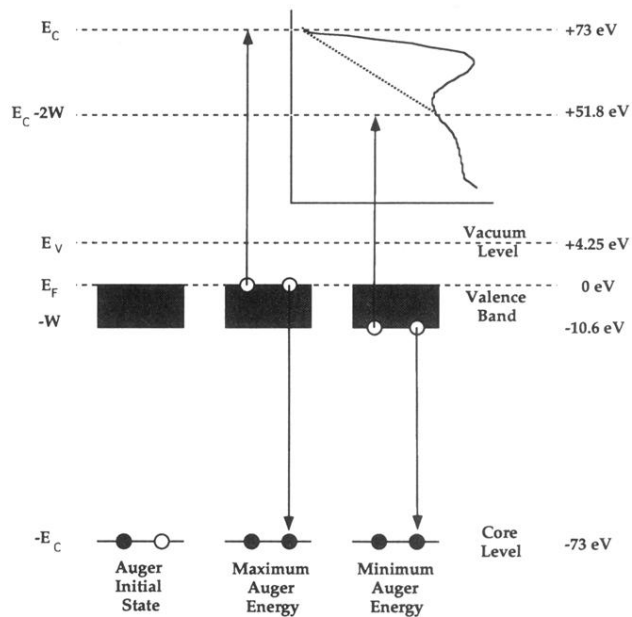 E_C
+73 eV
E_C -2W
+51.8 eV
E_V
Vacuum
Level
+4.25 eV
E_F
0 eV
Valence
Band
-W
-10.6 eV
-E_C
Core
Level
-73 eV
Auger
Initial
State
Maximum
Auger
Energy
Minimum
Auger
Energy